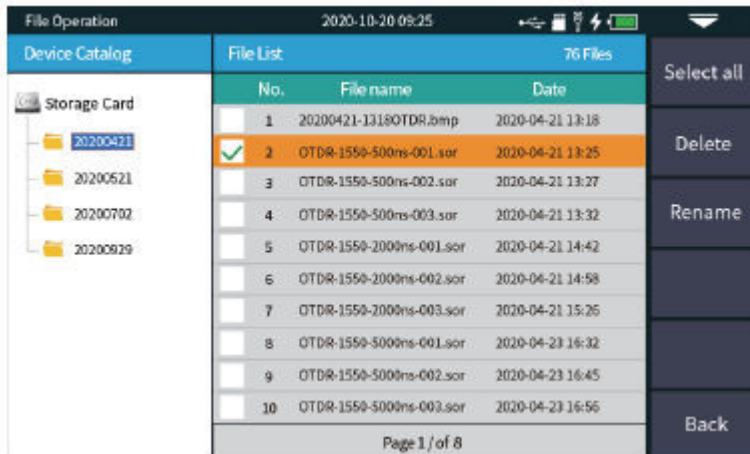 File Operation 2020-10-20 09:25
Device Catalog
File List 76 Files
Select all
No. File name Date
Storage Card
20200421
20200521
20200702
20200929
1 20200421-1318OTDR.bmp 2020-04-21 13:18
2 OTDR-1550-500ns-001.sor 2020-04-21 13:25
3 OTDR-1550-500ns-002.sor 2020-04-21 13:27
4 OTDR-1550-500ns-003.sor 2020-04-21 13:32
5 OTDR-1550-2000ns-001.sor 2020-04-21 14:42
6 OTDR-1550-2000ns-002.sor 2020-04-21 14:58
7 OTDR-1550-2000ns-003.sor 2020-04-21 15:26
8 OTDR-1550-5000ns-001.sor 2020-04-23 16:32
9 OTDR-1550-5000ns-002.sor 2020-04-23 16:45
10 OTDR-1550-5000ns-003.sor 2020-04-23 16:56
Page 1 / of 8
Delete
Rename
Back